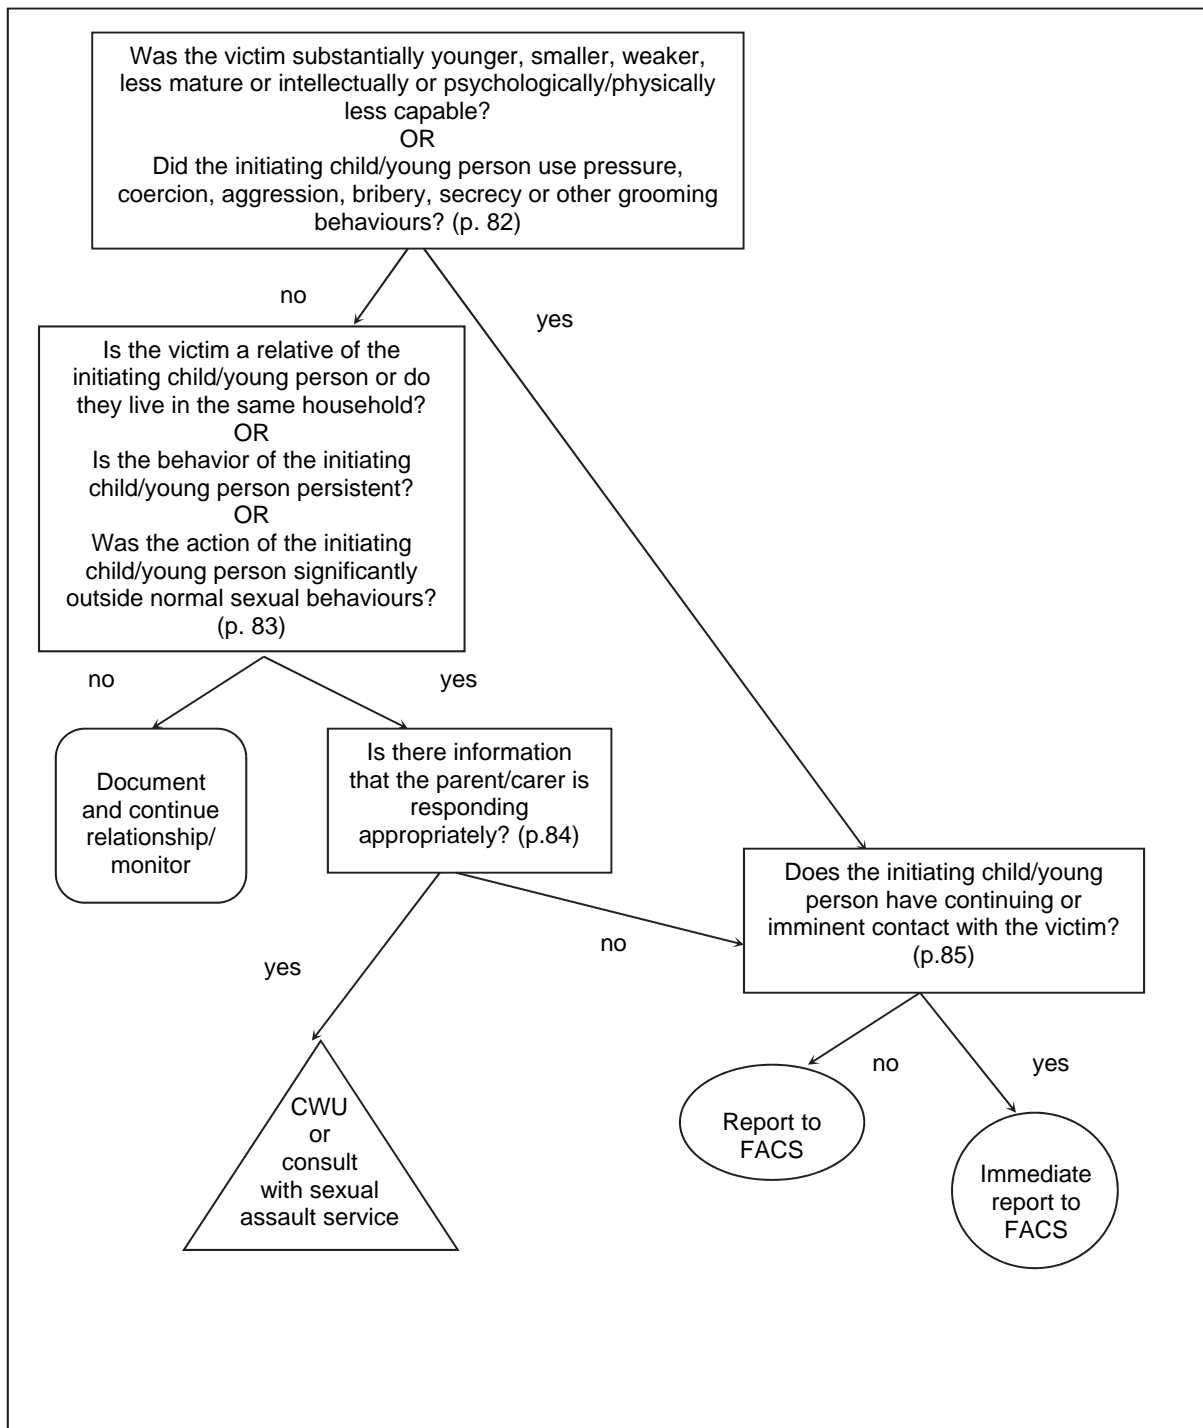 Was the victim substantially younger, smaller, weaker,
less mature or intellectually or psychologically/physically
less capable?
OR
Did the initiating child/young person use pressure,
coercion, aggression, bribery, secrecy or other grooming
behaviours? (p. 82)
no
yes
Is the victim a relative of the
initiating child/young person or do
they live in the same household?
OR
Is the behavior of the initiating
child/young person persistent?
OR
Was the action of the initiating
child/young person significantly
outside normal sexual behaviours?
(p. 83)
no
yes
Document
and continue
relationship/
monitor
Is there information
that the parent/carer is
responding
appropriately? (p.84)
Does the initiating child/young
person have continuing or
imminent contact with the victim?
(p.85)
yes
no
CWU
or
consult
with sexual
assault service
no
yes
Report to
FACS
Immediate
report to
FACS